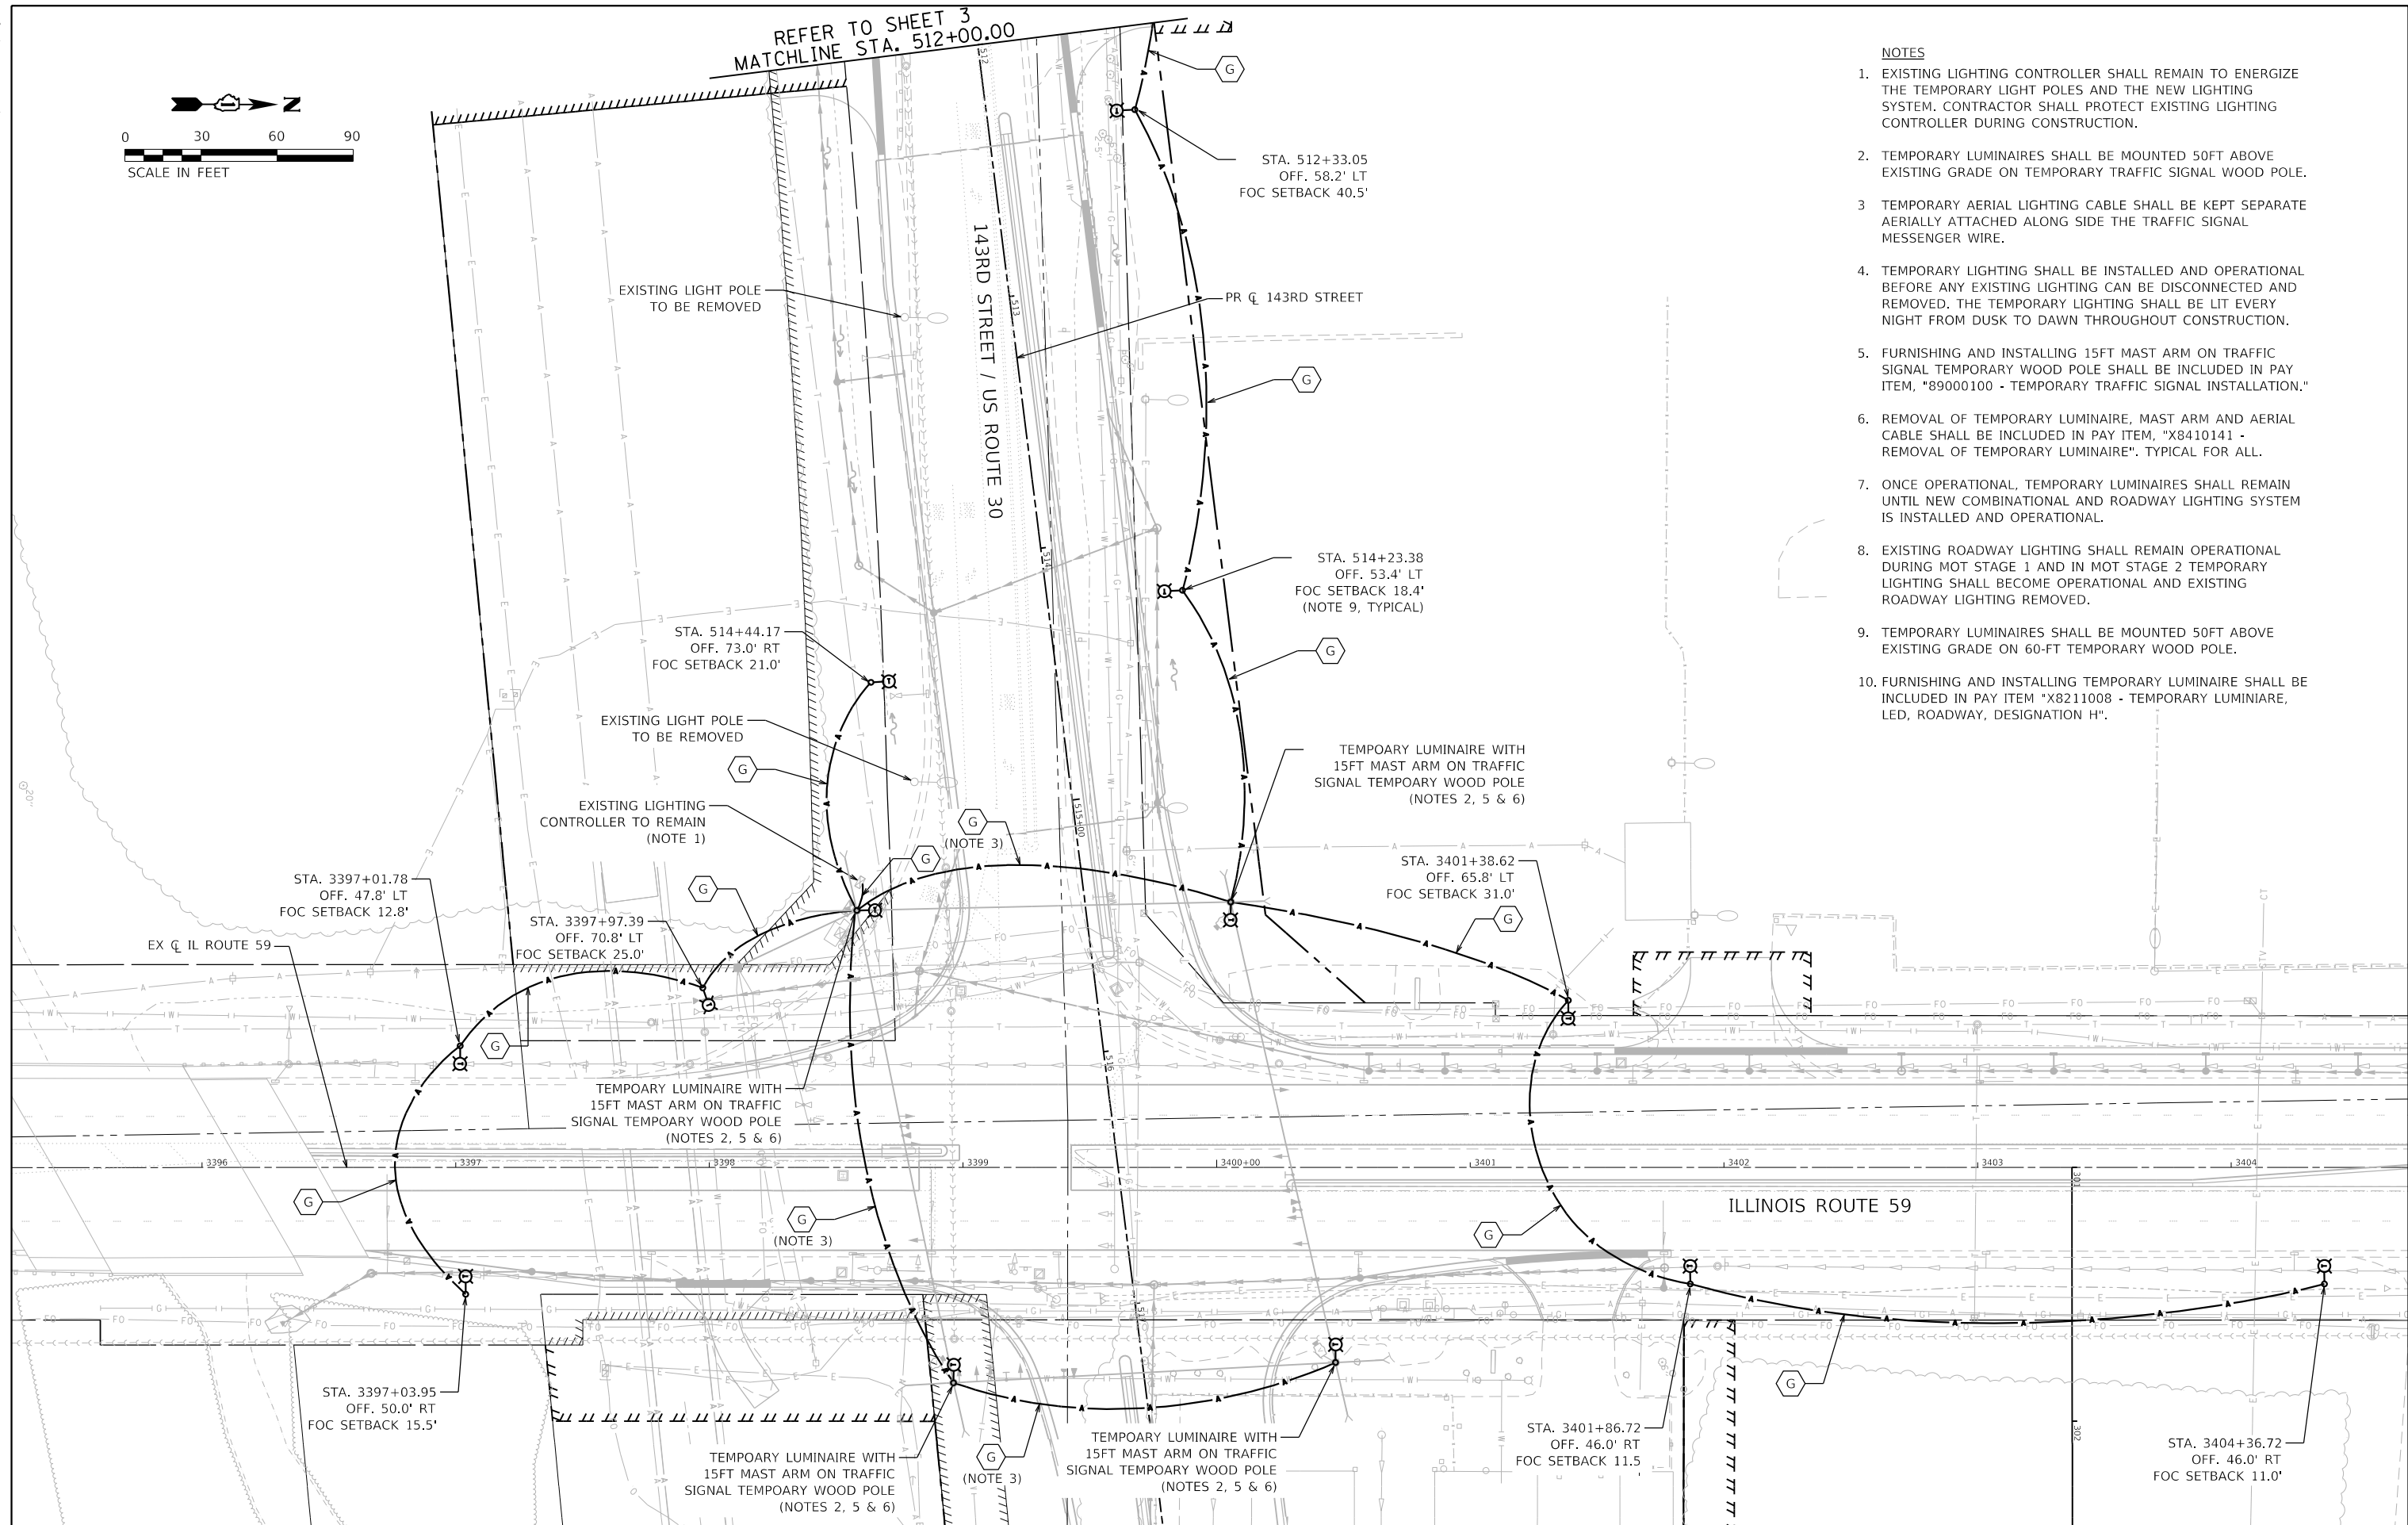 REFER TO SHEET 3
MATCHLINE STA. 512+00.00
N
0 30 60 90
SCALE IN FEET
NOTES
1. EXISTING LIGHTING CONTROLLER SHALL REMAIN TO ENERGIZE
THE TEMPORARY LIGHT POLES AND THE NEW LIGHTING
SYSTEM. CONTRACTOR SHALL PROTECT EXISTING LIGHTING
CONTROLLER DURING CONSTRUCTION.
2. TEMPORARY LUMINAIRES SHALL BE MOUNTED 50FT ABOVE
EXISTING GRADE ON TEMPORARY TRAFFIC SIGNAL WOOD POLE.
3 TEMPORARY AERIAL LIGHTING CABLE SHALL BE KEPT SEPARATE
AERIALLY ATTACHED ALONG SIDE THE TRAFFIC SIGNAL
MESSENGER WIRE.
4. TEMPORARY LIGHTING SHALL BE INSTALLED AND OPERATIONAL
BEFORE ANY EXISTING LIGHTING CAN BE DISCONNECTED AND
REMOVED. THE TEMPORARY LIGHTING SHALL BE LIT EVERY
NIGHT FROM DUSK TO DAWN THROUGHOUT CONSTRUCTION.
5. FURNISHING AND INSTALLING 15FT MAST ARM ON TRAFFIC
SIGNAL TEMPORARY WOOD POLE SHALL BE INCLUDED IN PAY
ITEM, "89000100 - TEMPORARY TRAFFIC SIGNAL INSTALLATION."
6. REMOVAL OF TEMPORARY LUMINAIRE, MAST ARM AND AERIAL
CABLE SHALL BE INCLUDED IN PAY ITEM, "X8410141 -
REMOVAL OF TEMPORARY LUMINAIRE". TYPICAL FOR ALL.
7. ONCE OPERATIONAL, TEMPORARY LUMINAIRES SHALL REMAIN
UNTIL NEW COMBINATIONAL AND ROADWAY LIGHTING SYSTEM
IS INSTALLED AND OPERATIONAL.
8. EXISTING ROADWAY LIGHTING SHALL REMAIN OPERATIONAL
DURING MOT STAGE 1 AND IN MOT STAGE 2 TEMPORARY
LIGHTING SHALL BECOME OPERATIONAL AND EXISTING
ROADWAY LIGHTING REMOVED.
9. TEMPORARY LUMINAIRES SHALL BE MOUNTED 50FT ABOVE
EXISTING GRADE ON 60-FT TEMPORARY WOOD POLE.
10. FURNISHING AND INSTALLING TEMPORARY LUMINAIRE SHALL BE
INCLUDED IN PAY ITEM "X8211008 - TEMPORARY LUMINIARE,
LED, ROADWAY, DESIGNATION H".
512
G
STA. 512+33.05
OFF. 58.2' LT
FOC SETBACK 40.5'
143RD STREET / US ROUTE 30
EXISTING LIGHT POLE
TO BE REMOVED
513
PR ℄ 143RD STREET
G
514
STA. 514+23.38
OFF. 53.4' LT
FOC SETBACK 18.4'
(NOTE 9, TYPICAL)
STA. 514+44.17
OFF. 73.0' RT
FOC SETBACK 21.0'
G
EXISTING LIGHT POLE
TO BE REMOVED
G
TEMPOARY LUMINAIRE WITH
15FT MAST ARM ON TRAFFIC
SIGNAL TEMPOARY WOOD POLE
(NOTES 2, 5 & 6)
EXISTING LIGHTING
CONTROLLER TO REMAIN
(NOTE 1)
G
(NOTE 3)
515+00
20"
G
G
STA. 3397+01.78
OFF. 47.8' LT
FOC SETBACK 12.8'
STA. 3397+97.39
OFF. 70.8' LT
FOC SETBACK 25.0'
STA. 3401+38.62
OFF. 65.8' LT
FOC SETBACK 31.0'
G
EX ℄ IL ROUTE 59
G
516
TEMPOARY LUMINAIRE WITH
15FT MAST ARM ON TRAFFIC
SIGNAL TEMPOARY WOOD POLE
(NOTES 2, 5 & 6)
3396 3397 3398 3399 3400+00 3401 3402 3403 3404
301
G
G
(NOTE 3)
G
ILLINOIS ROUTE 59
517
STA. 3397+03.95
OFF. 50.0' RT
FOC SETBACK 15.5'
G
302
TEMPOARY LUMINAIRE WITH
15FT MAST ARM ON TRAFFIC
SIGNAL TEMPOARY WOOD POLE
(NOTES 2, 5 & 6)
G
(NOTE 3)
TEMPOARY LUMINAIRE WITH
15FT MAST ARM ON TRAFFIC
SIGNAL TEMPOARY WOOD POLE
(NOTES 2, 5 & 6)
STA. 3401+86.72
OFF. 46.0' RT
FOC SETBACK 11.5
STA. 3404+36.72
OFF. 46.0' RT
FOC SETBACK 11.0'